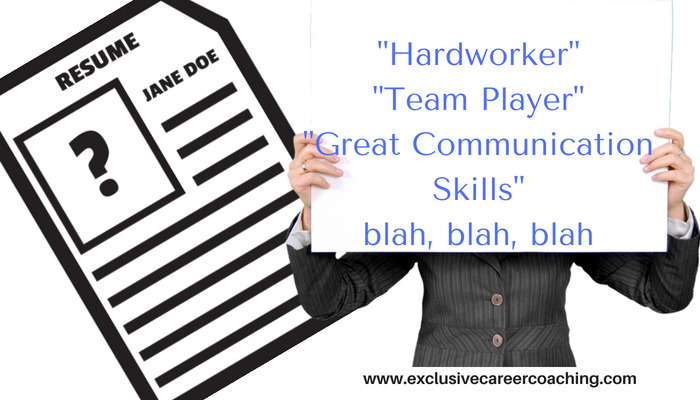 RESUME
JANE DOE
?
"Hardworker"
"Team Player"
"Great Communication
Skills"
blah, blah, blah
www.exclusivecareercoaching.com